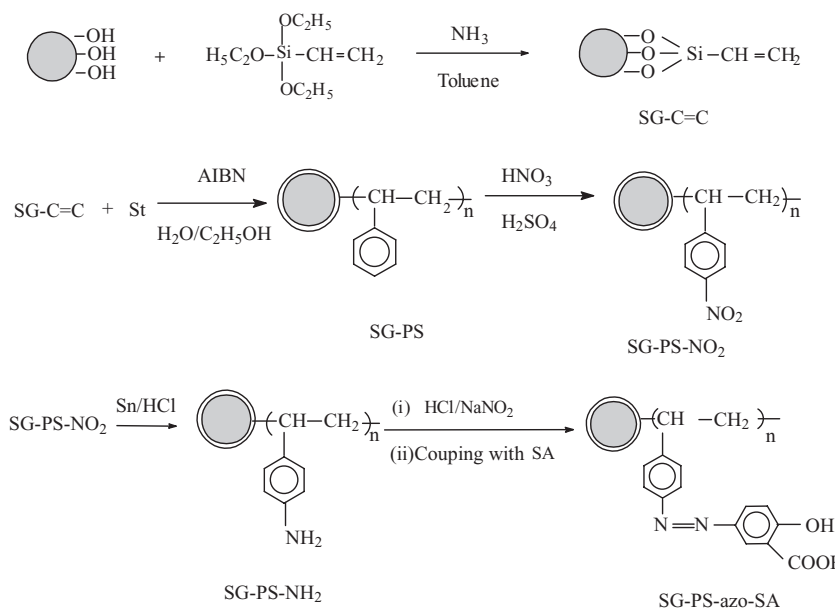 OC₂H₅
–OH
–OH
–OH
+
H₅C₂O–Si–CH=CH₂
OC₂H₅
NH₃
Toluene
O
O
O
Si–CH=CH₂
SG-C=C
SG-C=C + St
AIBN
H₂O/C₂H₅OH
(CH–CH₂)n
SG-PS
HNO₃
H₂SO₄
(CH–CH₂)n
NO₂
SG-PS-NO₂
SG-PS-NO₂
Sn/HCl
(CH–CH₂)n
NH₂
SG-PS-NH₂
(i) HCl/NaNO₂
(ii)Couping with SA
(CH –CH₂)n
N=N
OH
COOH
SG-PS-azo-SA